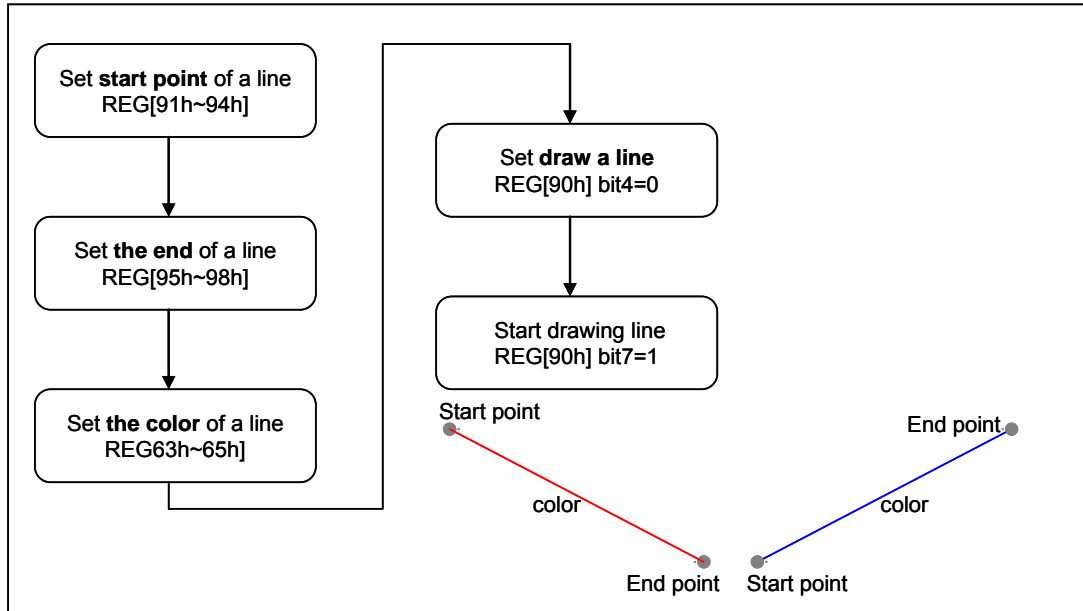 Set start point of a line
REG[91h~94h]
Set the end of a line
REG[95h~98h]
Set the color of a line
REG63h~65h]
Set draw a line
REG[90h] bit4=0
Start drawing line
REG[90h] bit7=1
Start point
color
End point
End point
color
Start point